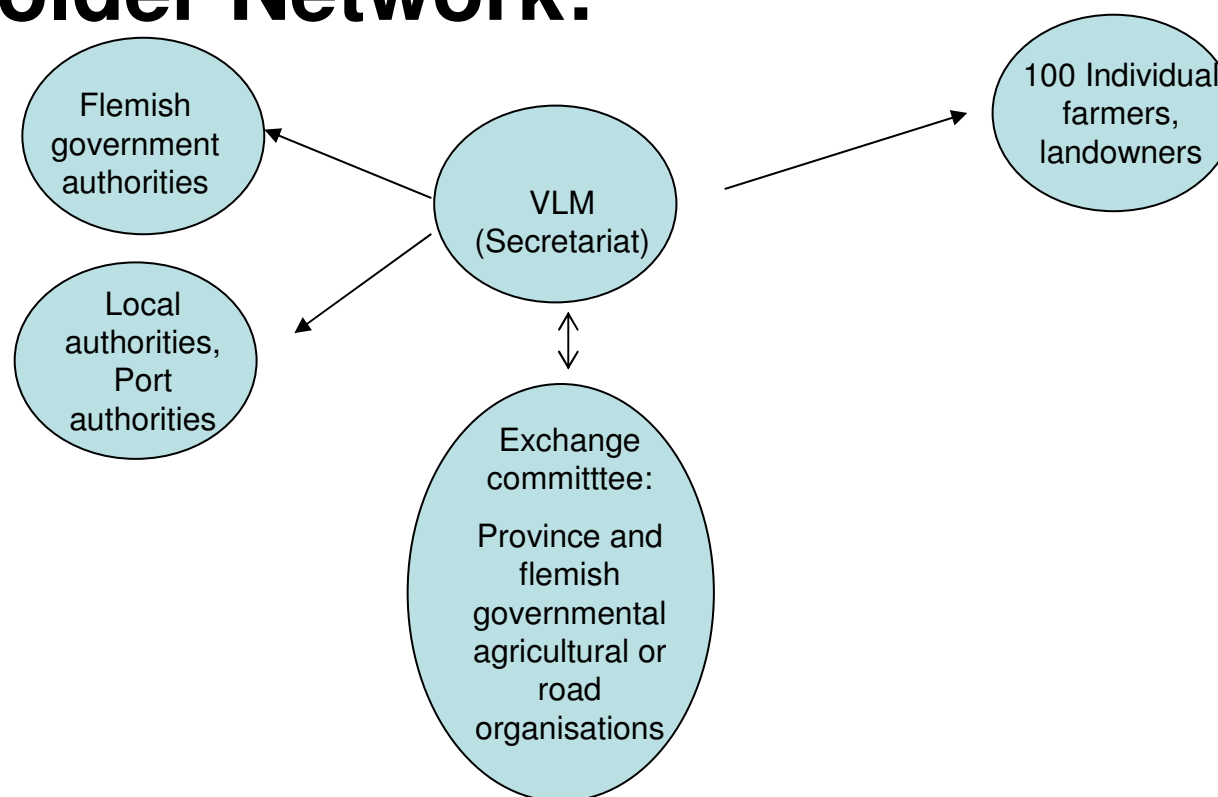 older Network:
Flemish
government
authorities
VLM
(Secretariat)
100 Individual
farmers,
landowners
Local
authorities,
Port
authorities
Exchange
committtee:
Province and
flemish
governmental
agricultural or
road
organisations